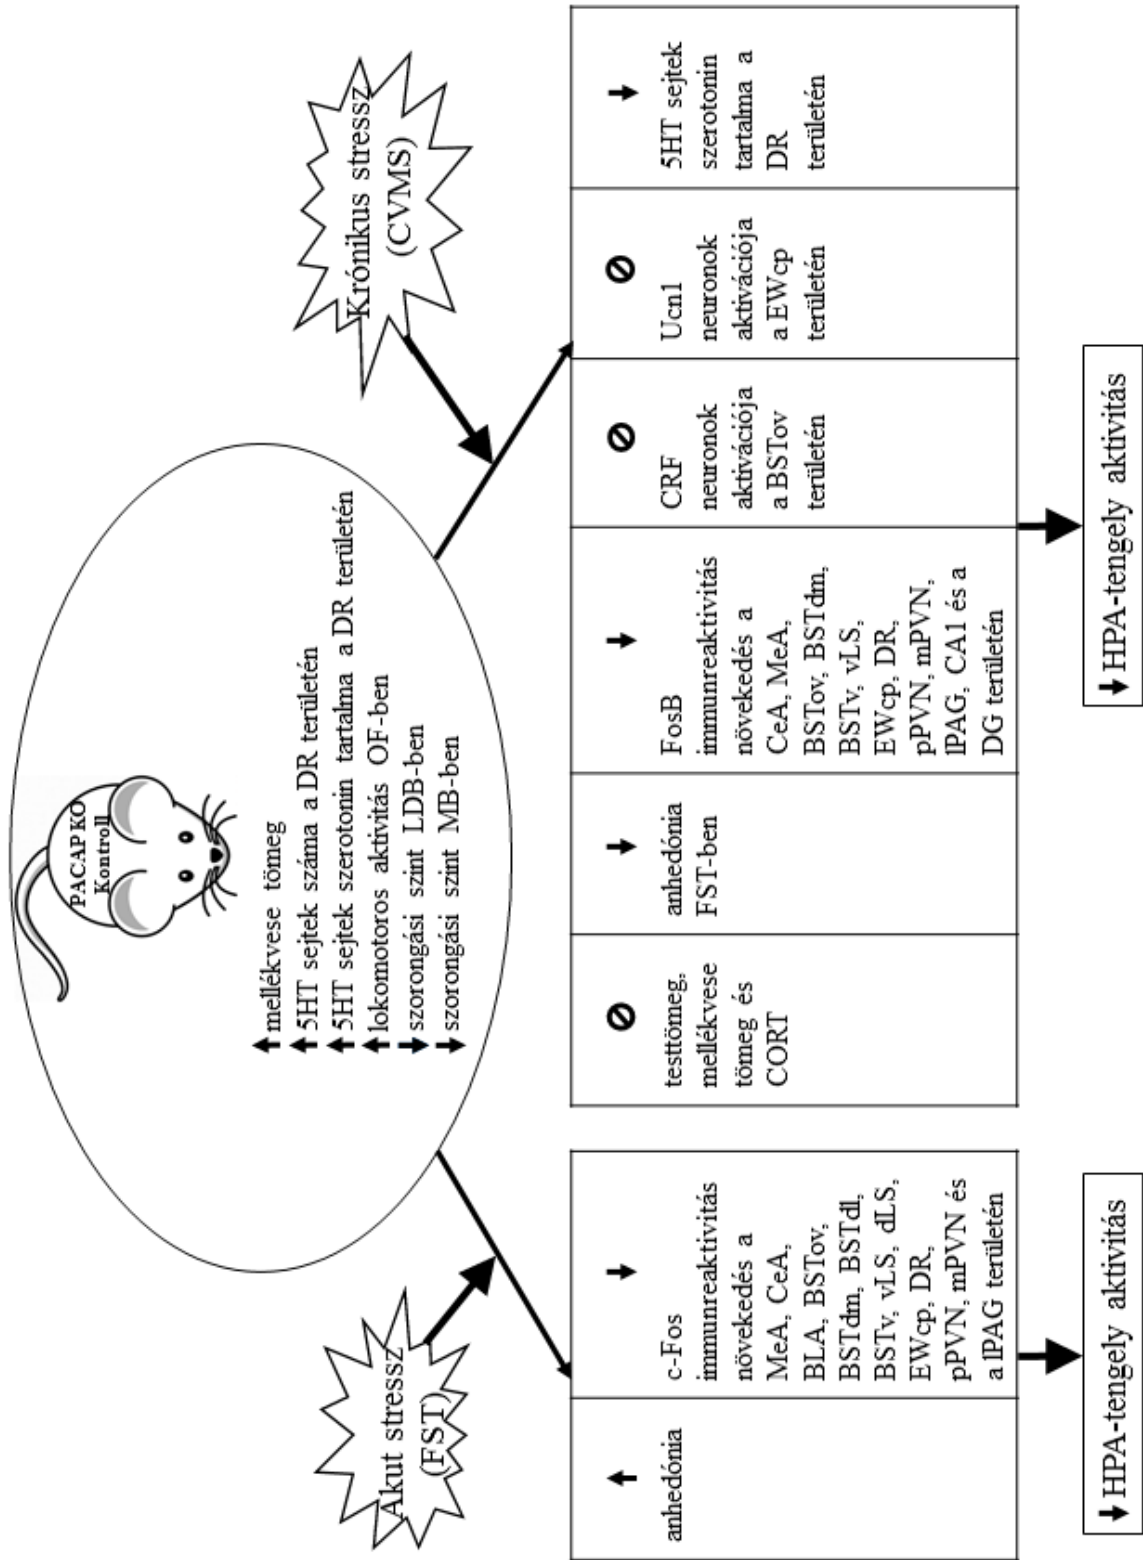 PACAP KO
Kontroll
↑mellékvese tömeg
↑5HT sejtek száma a DR területén
↑5HT sejtek szerotonin tartalma a DR területén
↑lokomotoros aktivitás OF-ben
↓szorongási szint LDB-ben
↓szorongási szint MB-ben
Akut stressz
(FST)
Krónikus stressz
(CVMS)
↑
anhedónia
↓
c-Fos
immunreaktivitás
növekedés a
MeA, CeA,
BLA, BSTov,
BSTdm, BSTdl,
BSTv, vLS, dLS,
EWcp, DR,
pPVN, mPVN és
a lPAG területén
↓HPA-tengely aktivitás
⊘
testtömeg,
mellékvese
tömeg és
CORT
↓
anhedónia
FST-ben
↓
FosB
immunreaktivitás
növekedés a
CeA, MeA,
BSTov, BSTdm,
BSTv, vLS,
EWcp, DR,
pPVN, mPVN,
lPAG, CA1 és a
DG területén
⊘
CRF
neuronok
aktivációja
a BSTov
területén
⊘
Ucn1
neuronok
aktivációja
a EWcp
területén
↓
5HT sejtek
szerotonin
tartalma a
DR
területén
↓HPA-tengely aktivitás